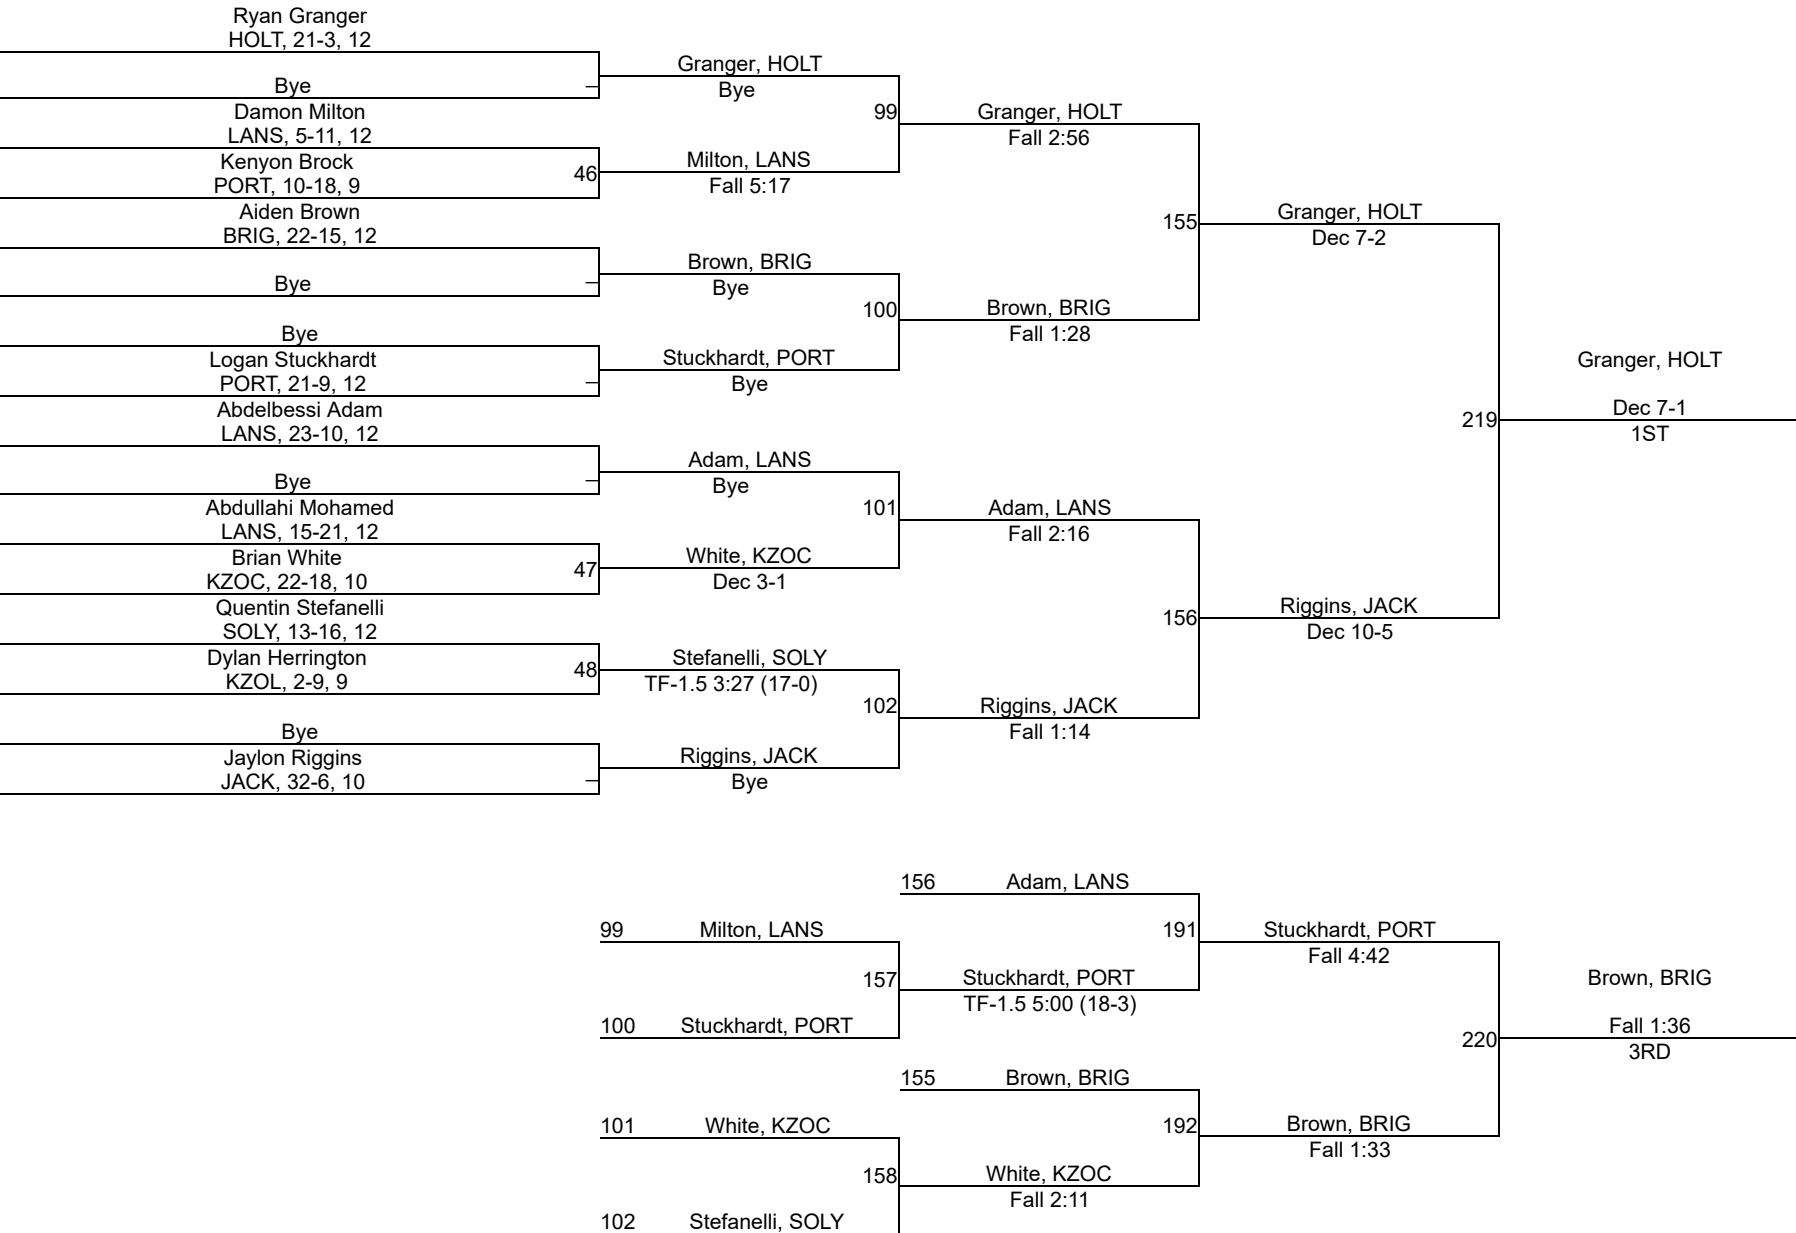 Ryan Granger
HOLT, 21-3, 12
Bye
Damon Milton
LANS, 5-11, 12
Kenyon Brock
PORT, 10-18, 9
Aiden Brown
BRIG, 22-15, 12
Bye
Bye
Logan Stuckhardt
PORT, 21-9, 12
Abdelbessi Adam
LANS, 23-10, 12
Bye
Abdullahi Mohamed
LANS, 15-21, 12
Brian White
KZOC, 22-18, 10
Quentin Stefanelli
SOLY, 13-16, 12
Dylan Herrington
KZOL, 2-9, 9
Bye
Jaylon Riggins
JACK, 32-6, 10
Granger, HOLT
Bye
46
Milton, LANS
Fall 5:17
Brown, BRIG
Bye
Stuckhardt, PORT
Bye
Adam, LANS
Bye
47
White, KZOC
Dec 3-1
48
Stefanelli, SOLY
TF-1.5 3:27 (17-0)
Riggins, JACK
Bye
99
Granger, HOLT
Fall 2:56
100
Brown, BRIG
Fall 1:28
101
Adam, LANS
Fall 2:16
102
Riggins, JACK
Fall 1:14
155
Granger, HOLT
Dec 7-2
156
Riggins, JACK
Dec 10-5
219
Granger, HOLT
Dec 7-1
1ST
99 Milton, LANS
100 Stuckhardt, PORT
101 White, KZOC
102 Stefanelli, SOLY
156 Adam, LANS
157
Stuckhardt, PORT
TF-1.5 5:00 (18-3)
155 Brown, BRIG
158
White, KZOC
Fall 2:11
191
Stuckhardt, PORT
Fall 4:42
192
Brown, BRIG
Fall 1:33
220
Brown, BRIG
Fall 1:36
3RD